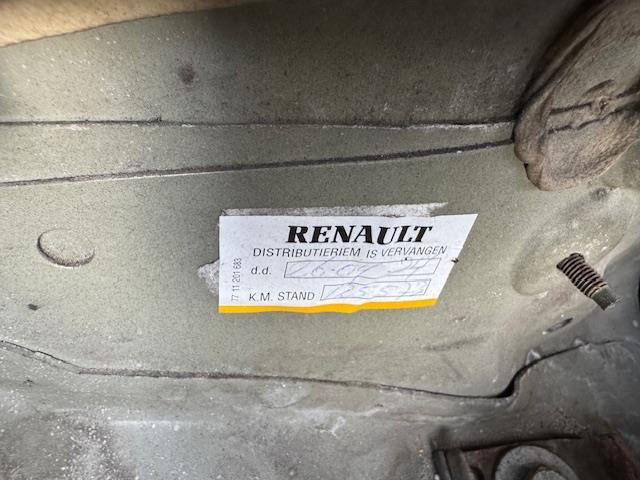 RENAULT
DISTRIBUTIERIEM IS VERVANGEN
d.d.
K.M. STAND
77 11 201 683